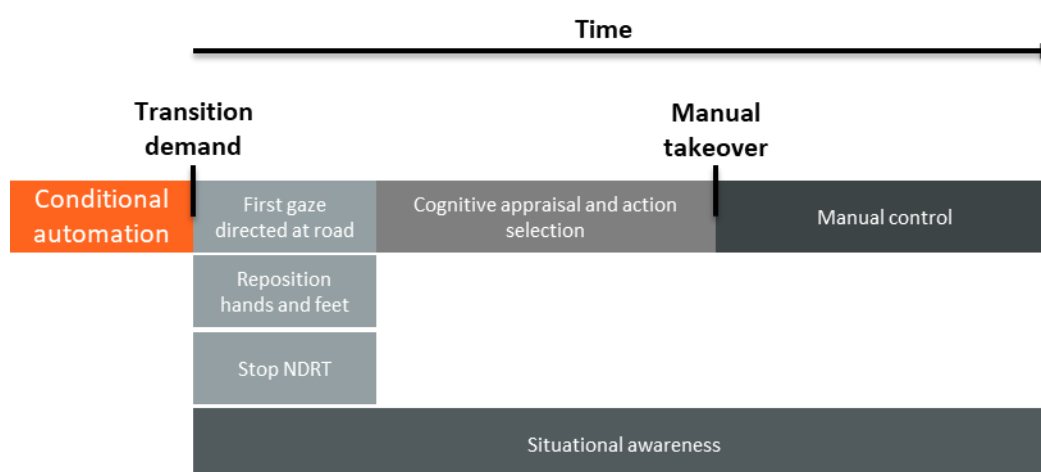 Time
Transition
demand
Manual
takeover
Conditional
automation
First gaze
directed at road
Cognitive appraisal and action
selection
Manual control
Reposition
hands and feet
Stop NDRT
Situational awareness